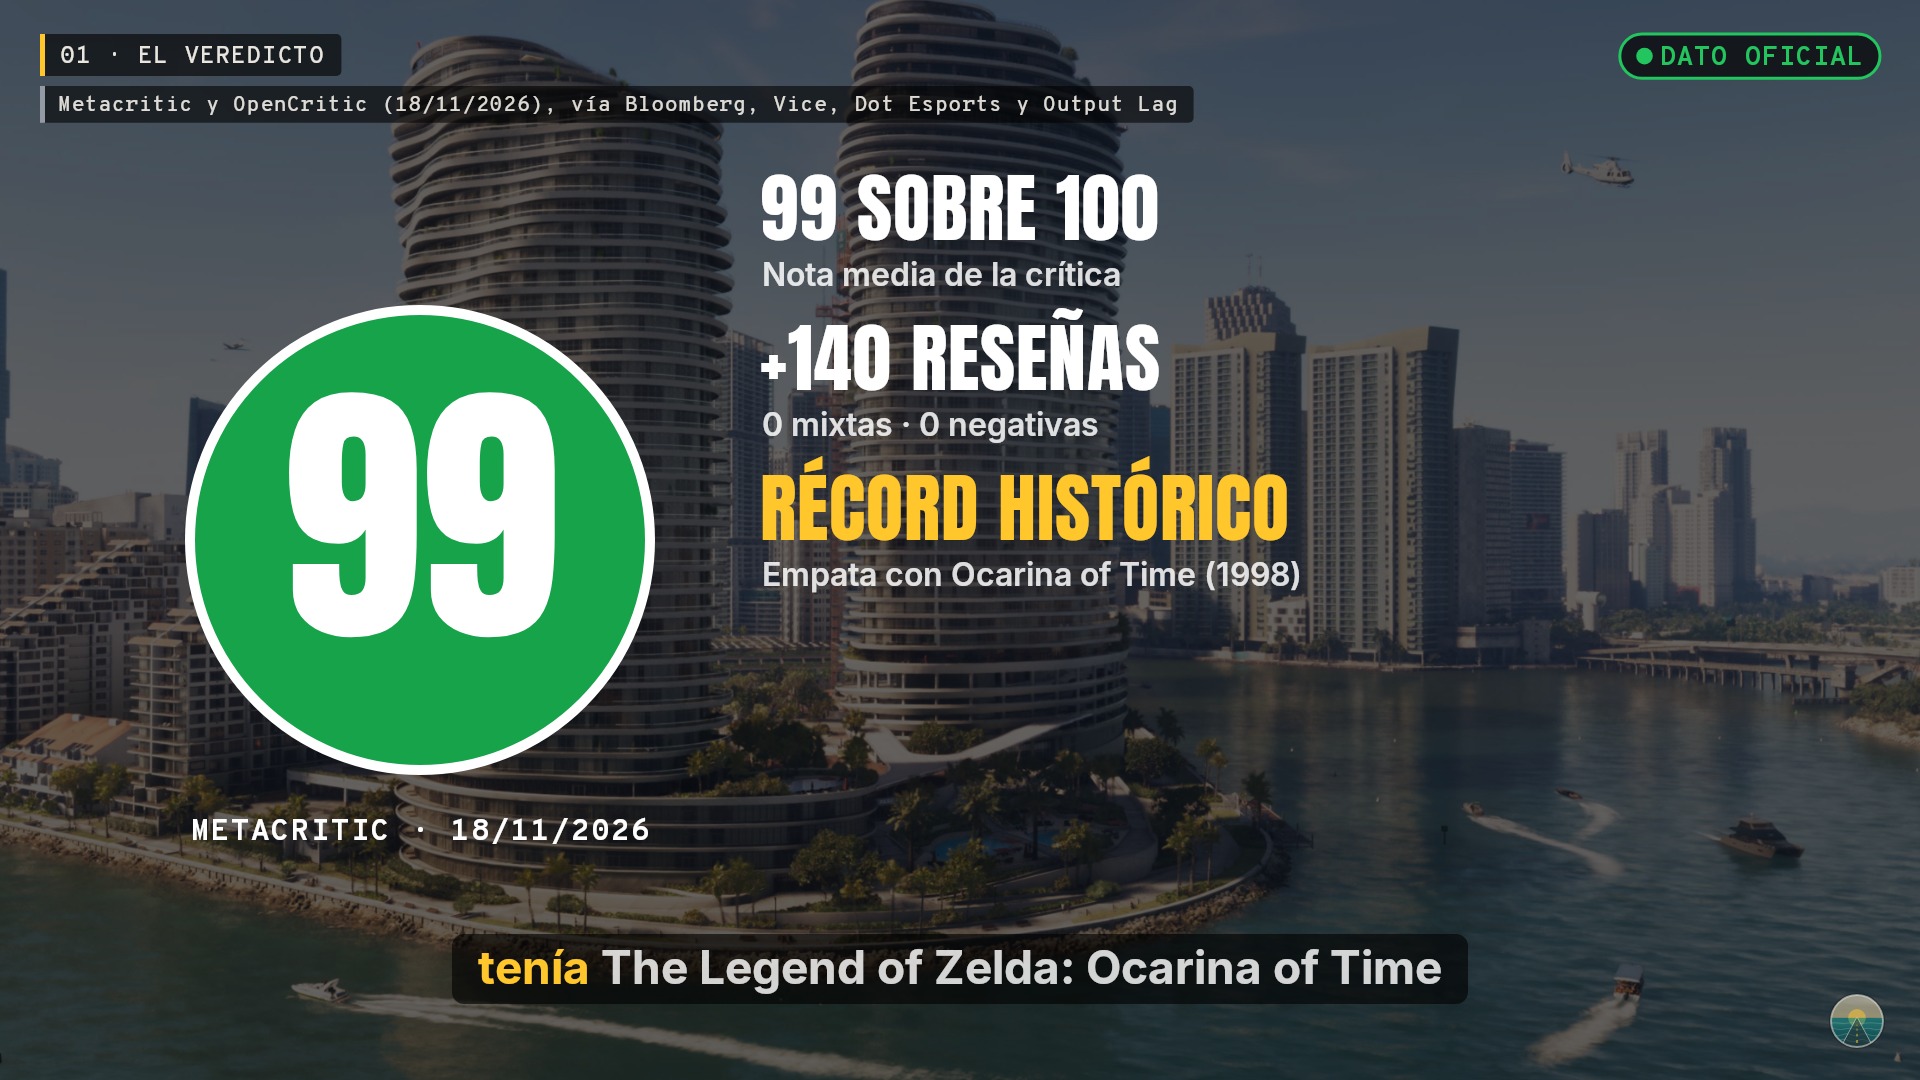 01 · EL VEREDICTO
DATO OFICIAL
Metacritic y OpenCritic (18/11/2026), vía Bloomberg, Vice, Dot Esports y Output Lag
99 SOBRE 100
Nota media de la crítica
+140 RESEÑAS
0 mixtas · 0 negativas
RÉCORD HISTÓRICO
Empata con Ocarina of Time (1998)
99
METACRITIC · 18/11/2026
tenía The Legend of Zelda: Ocarina of Time